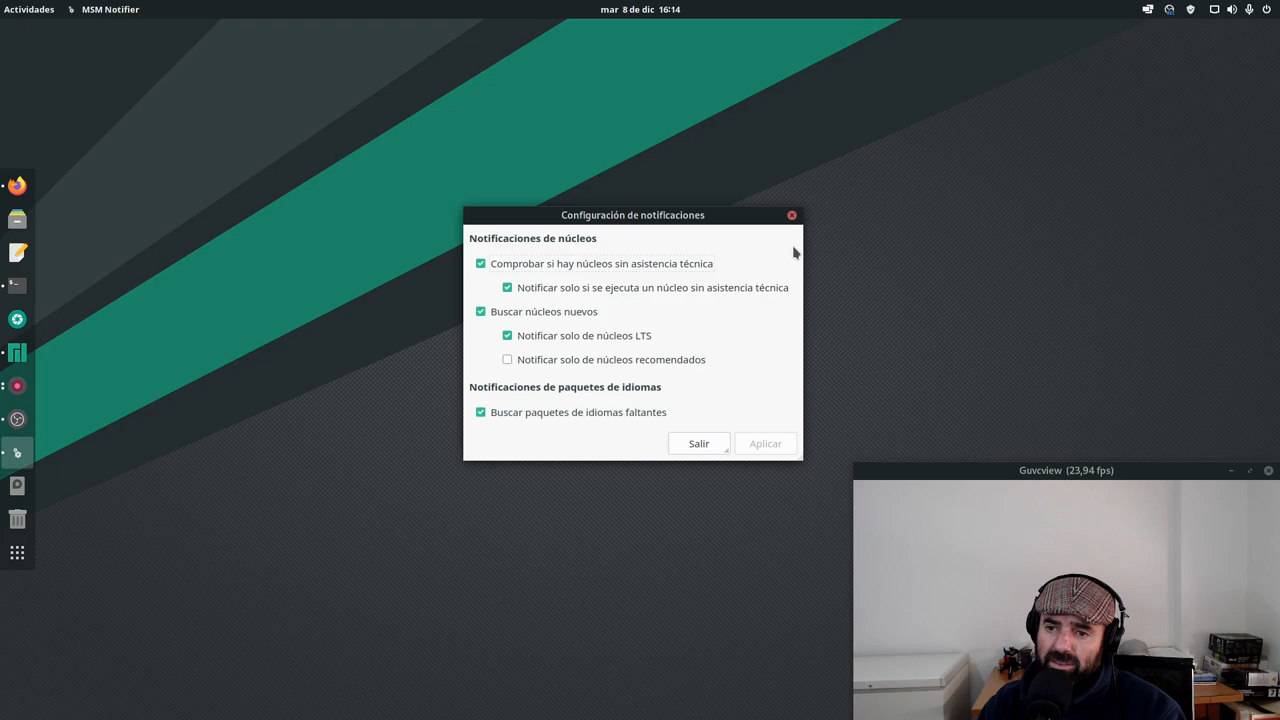 Actividades
MSM Notifier
mar 8 de dic 16:14
Configuración de notificaciones
Notificaciones de núcleos
Comprobar si hay núcleos sin asistencia técnica
Notificar solo si se ejecuta un núcleo sin asistencia técnica
Buscar núcleos nuevos
Notificar solo de núcleos LTS
Notificar solo de núcleos recomendados
Notificaciones de paquetes de idiomas
Buscar paquetes de idiomas faltantes
Salir
Aplicar
Guvcview (23,94 fps)